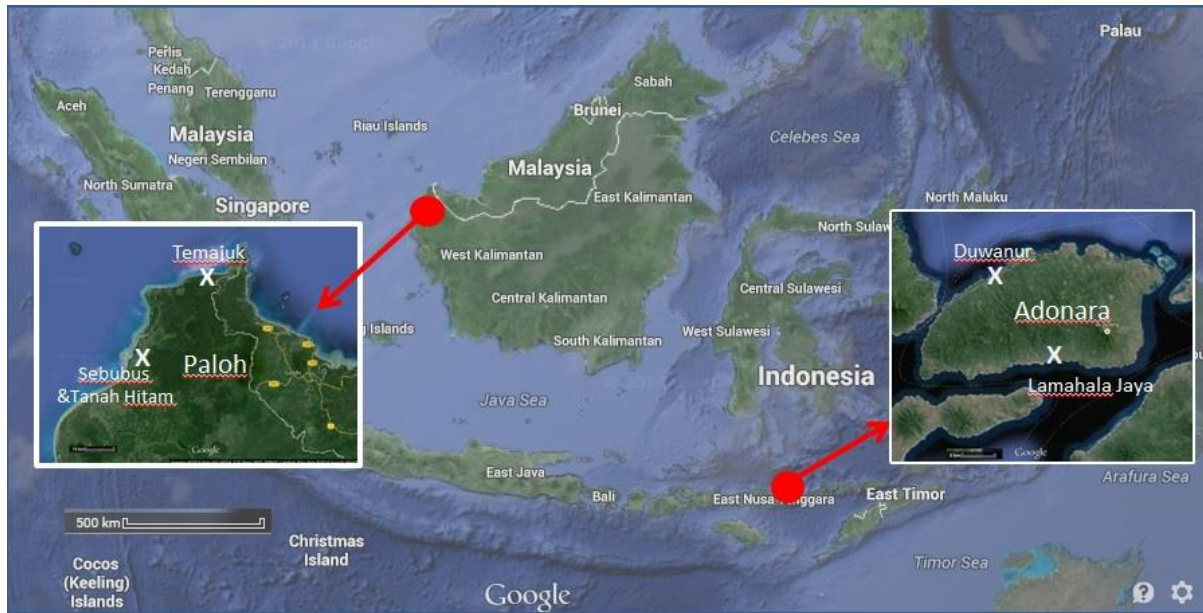 Palau
Perlis
Kedah
Penang
Terengganu
Aceh
Sabah
Brunei
Celebes Sea
Riau Islands
Malaysia
Malaysia
Negeri Sembilan
North Sumatra
East Kalimantan
North Maluku
Singapore
North Sulaw
West Kalimantan
Central Kalimantan
Central Sulawesi
West Sulawesi
South Kalimantan
Indonesia
Java Sea
East Java
Bali
East Nusa Tenggara
East Timor
Arafura Sea
Timor Sea
500 km
Christmas
Island
Cocos
(Keeling)
Islands
Google
Temajuk
X
X
Paloh
Sebubus
&Tanah Hitam
Google
Duwanur
X
Adonara
X
Lamahala Jaya
Google